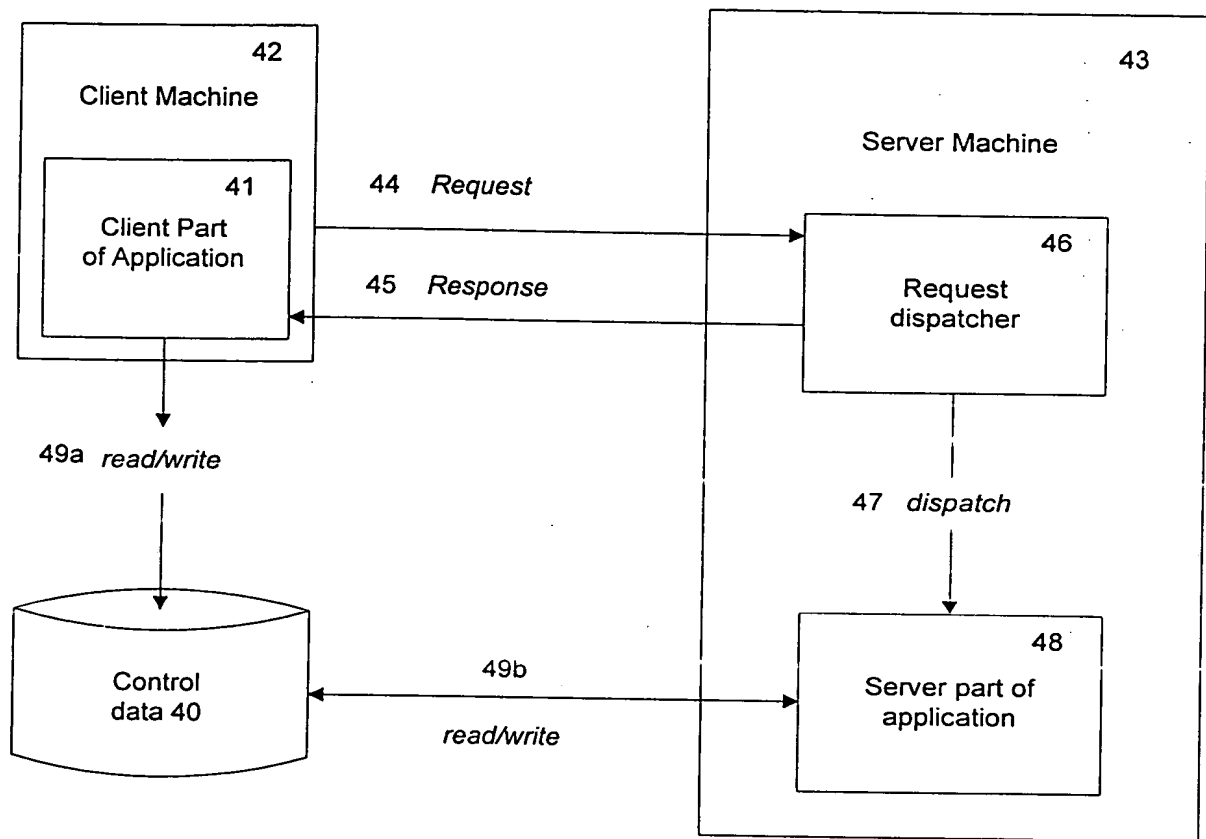 42
Client Machine
41
Client Part
of Application
44 Request
45 Response
43
Server Machine
46
Request
dispatcher
49a read/write
47 dispatch
Control
data 40
49b
read/write
48
Server part of
application